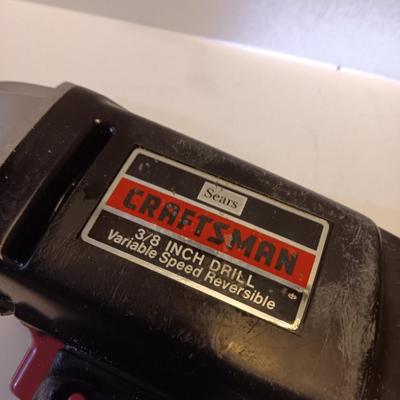 Sears
CRAFTSMAN
3/8 INCH DRILL
Variable Speed Reversible